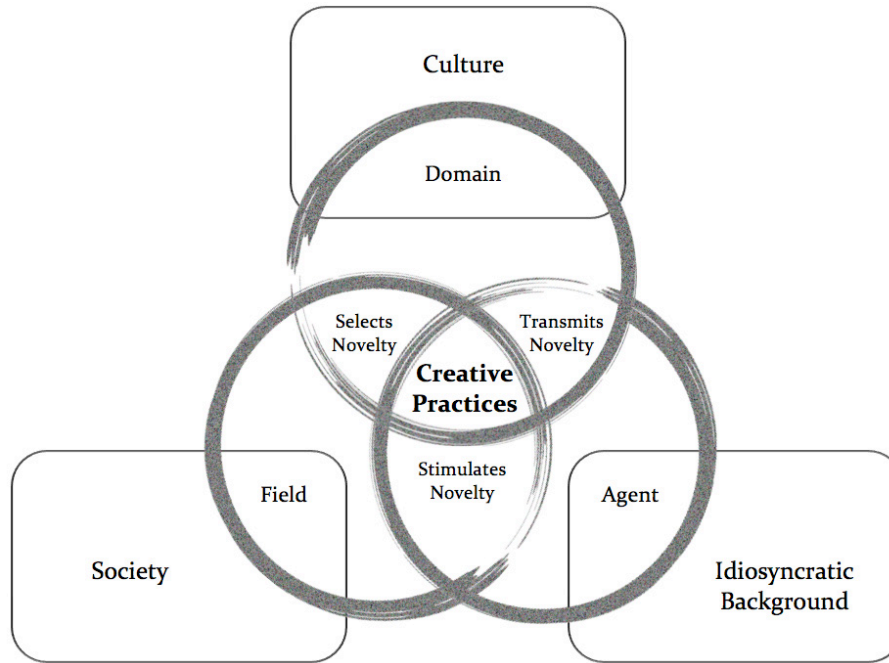 Culture
Domain
Selects
Novelty
Transmits
Novelty
Creative
Practices
Stimulates
Novelty
Field
Agent
Society
Idiosyncratic
Background